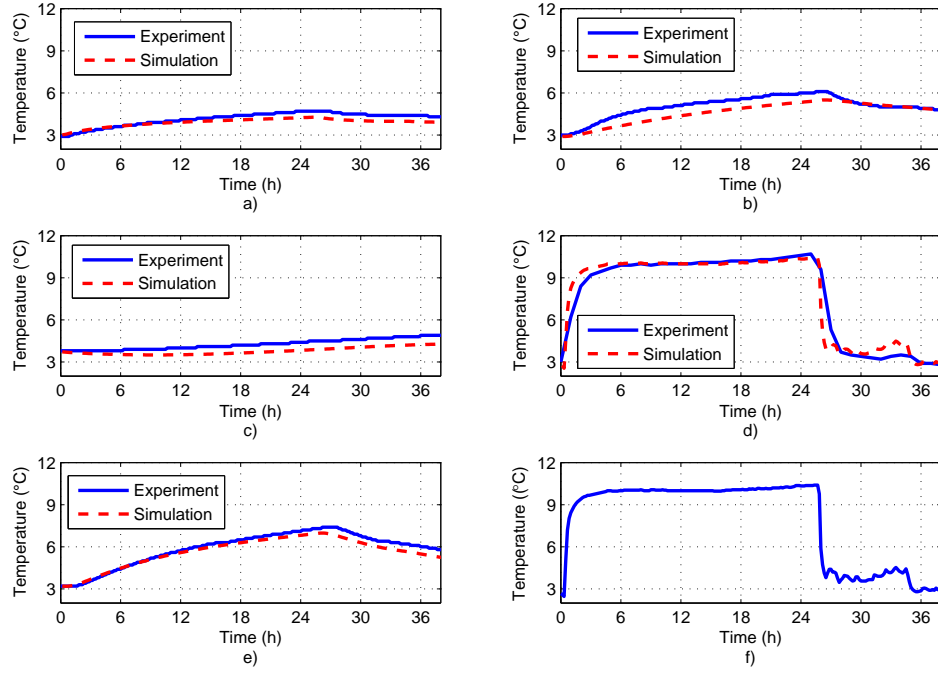 12
9
6
3
Temperature (°C)
Experiment
Simulation
0 6 12 18 24 30 36
Time (h)
a)
12
9
6
3
Temperature (°C)
Experiment
Simulation
0 6 12 18 24 30 36
Time (h)
b)
12
9
6
3
Temperature (°C)
Experiment
Simulation
0 6 12 18 24 30 36
Time (h)
c)
12
9
6
3
Temperature (°C)
Experiment
Simulation
0 6 12 18 24 30 36
Time (h)
d)
12
9
6
3
Temperature (°C)
Experiment
Simulation
0 6 12 18 24 30 36
Time (h)
e)
12
9
6
3
Temperature ((°C)
0 6 12 18 24 30 36
Time (h)
f)